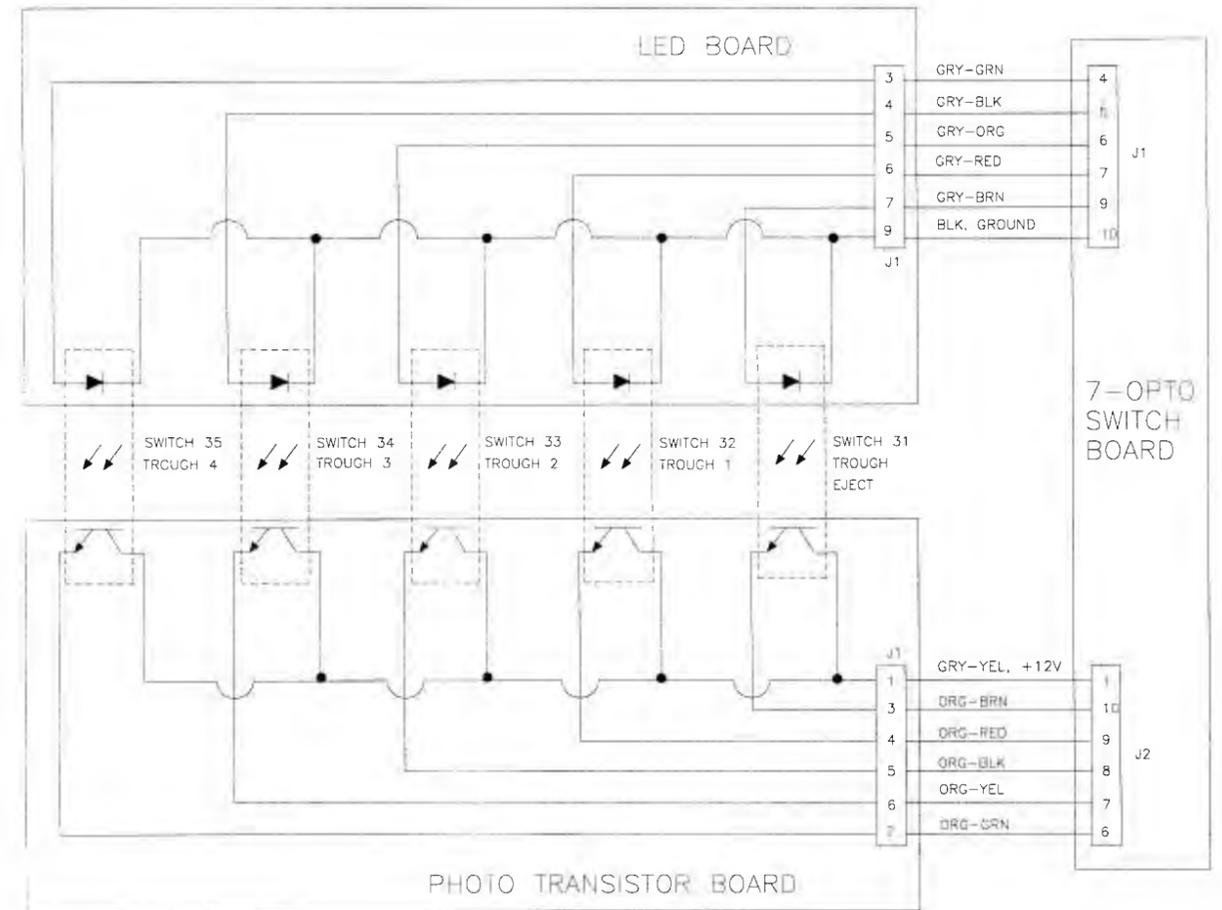 LED BOARD
3 GRY-GRN 4
4 GRY-BLK
5 GRY-ORG 6
6 GRY-RED 7
7 GRY-BRN 9
9 BLK, GROUND 10
J1
J1
7-OPTO
SWITCH
BOARD
SWITCH 35
TROUGH 4
SWITCH 34
TROUGH 3
SWITCH 33
TROUGH 2
SWITCH 32
TROUGH 1
SWITCH 31
TROUGH
EJECT
J1
1 GRY-YEL, +12V 1
3 ORG-BRN 10
4 ORG-RED 9
5 ORG-BLK 8
6 ORG-YEL 7
ORG-GRN 6
J2
PHOTO TRANSISTOR BOARD